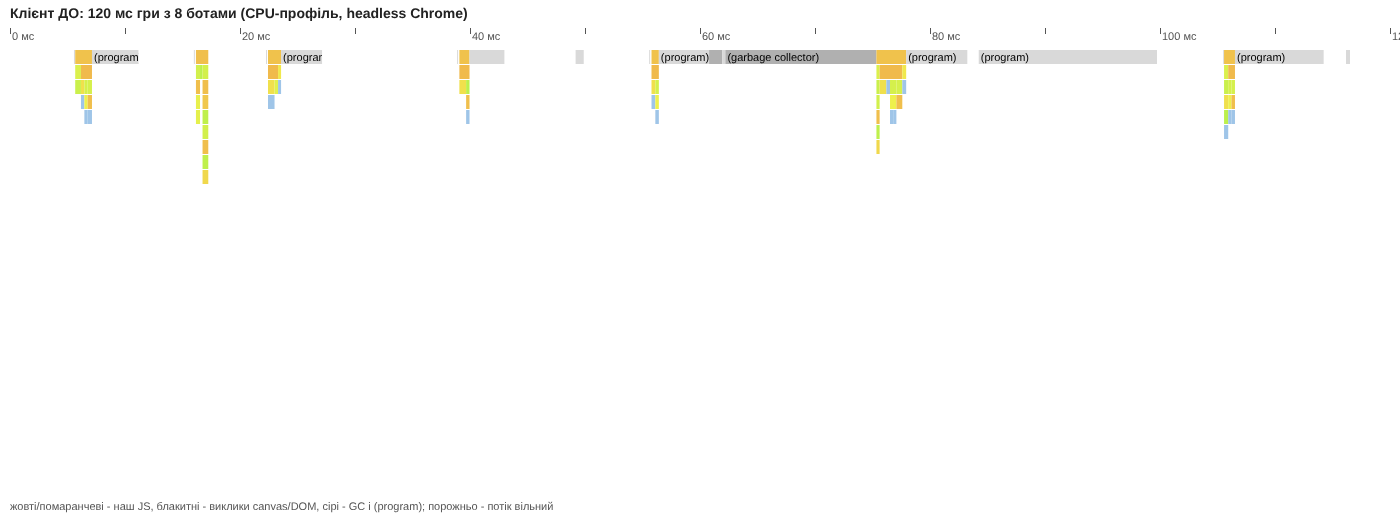 Клієнт ДО: 120 мс гри з 8 ботами (CPU-профіль, headless Chrome)
0 мс 20 мс 40 мс 60 мс 80 мс 100 мс 12
(program (prograr (program) (garbage collector) (program) (program) (program)
жовті/помаранчеві - наш JS, блакитні - виклики canvas/DOM, сірі - GC і (program); порожньо - потік вільний